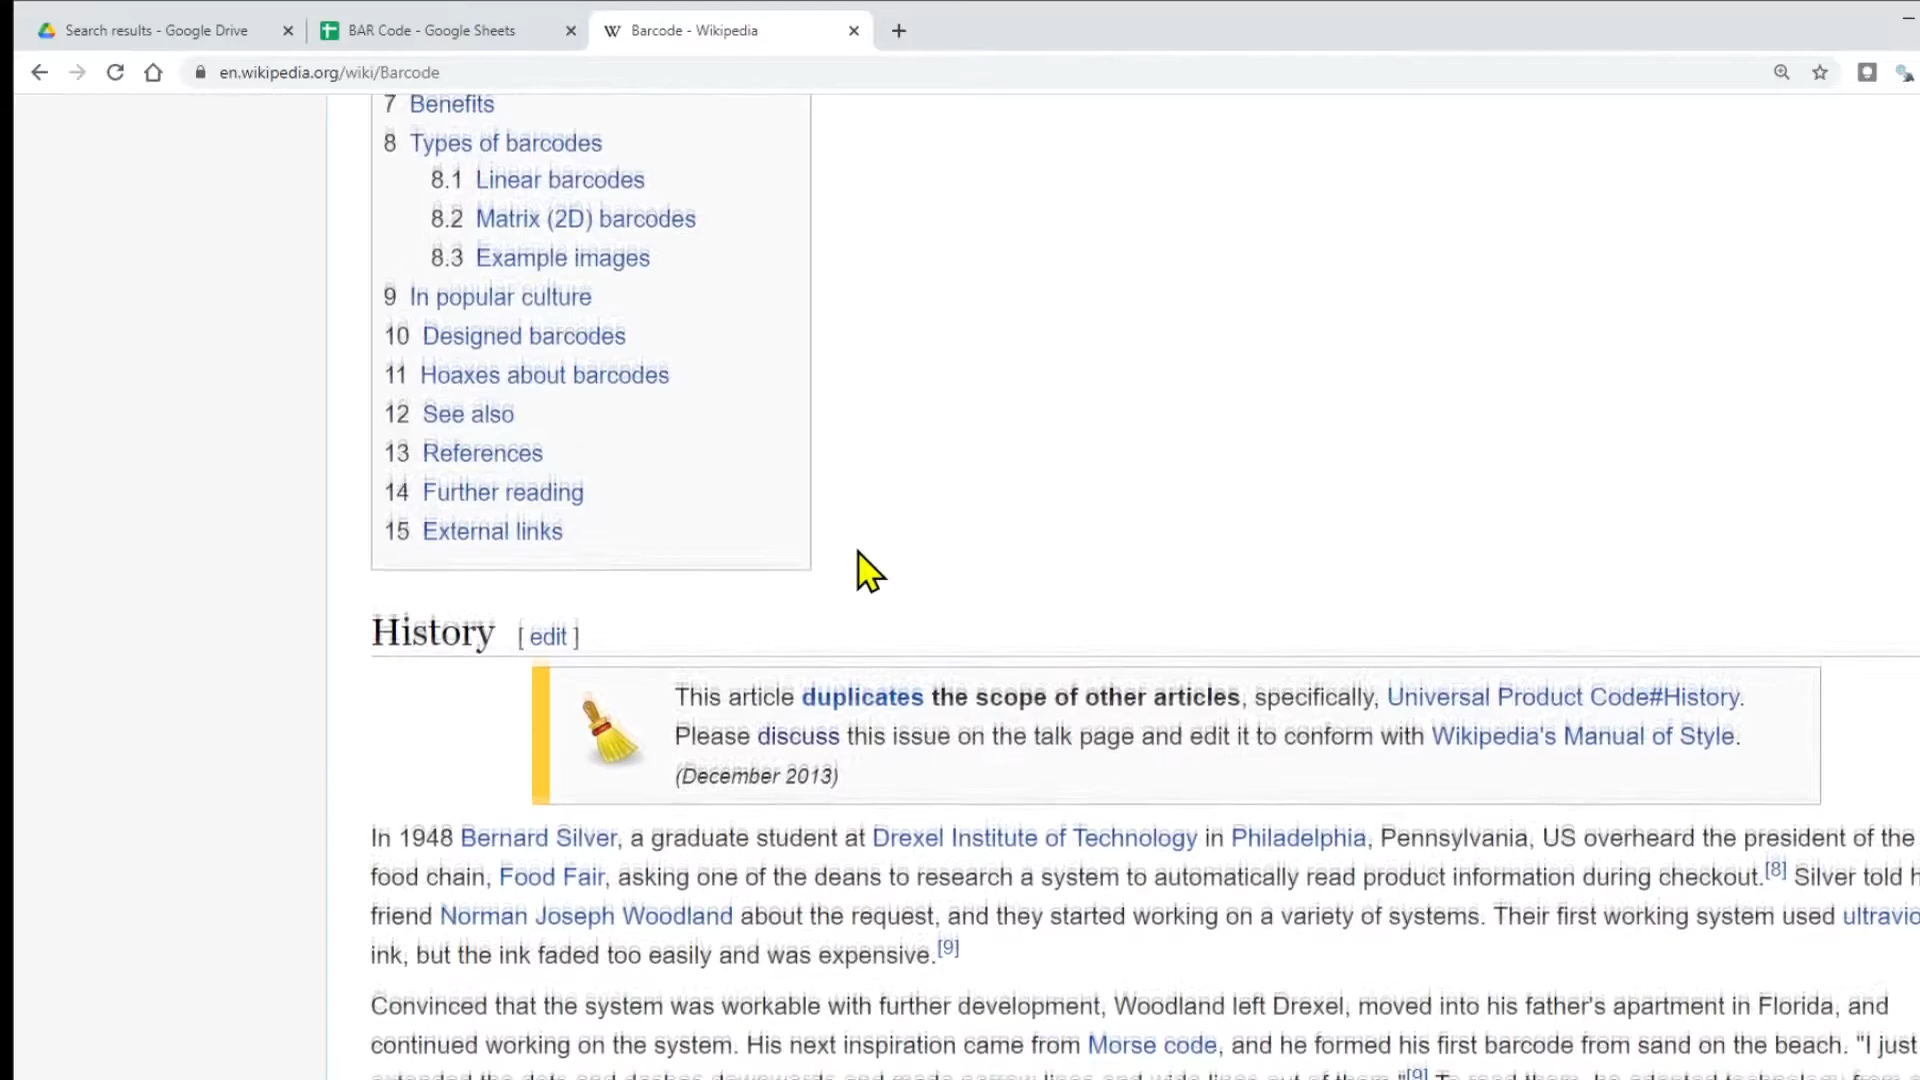 Search results - Google Drive
BAR Code - Google Sheets
Barcode - Wikipedia
en.wikipedia.org/wiki/Barcode
7 Benefits
8 Types of barcodes
8.1 Linear barcodes
8.2 Matrix (2D) barcodes
8.3 Example images
9 In popular culture
10 Designed barcodes
11 Hoaxes about barcodes
12 See also
13 References
14 Further reading
15 External links
History [ edit ]
This article duplicates the scope of other articles, specifically, Universal Product Code#History.
Please discuss this issue on the talk page and edit it to conform with Wikipedia's Manual of Style.
(December 2013)
In 1948 Bernard Silver, a graduate student at Drexel Institute of Technology in Philadelphia, Pennsylvania, US overheard the president of the
food chain, Food Fair, asking one of the deans to research a system to automatically read product information during checkout.[8] Silver told
friend Norman Joseph Woodland about the request, and they started working on a variety of systems. Their first working system used
ink, but the ink faded too easily and was expensive.[9]
Convinced that the system was workable with further development, Woodland left Drexel, moved into his father's apartment in Florida, and
continued working on the system. His next inspiration came from Morse code, and he formed his first barcode from sand on the beach. "I just